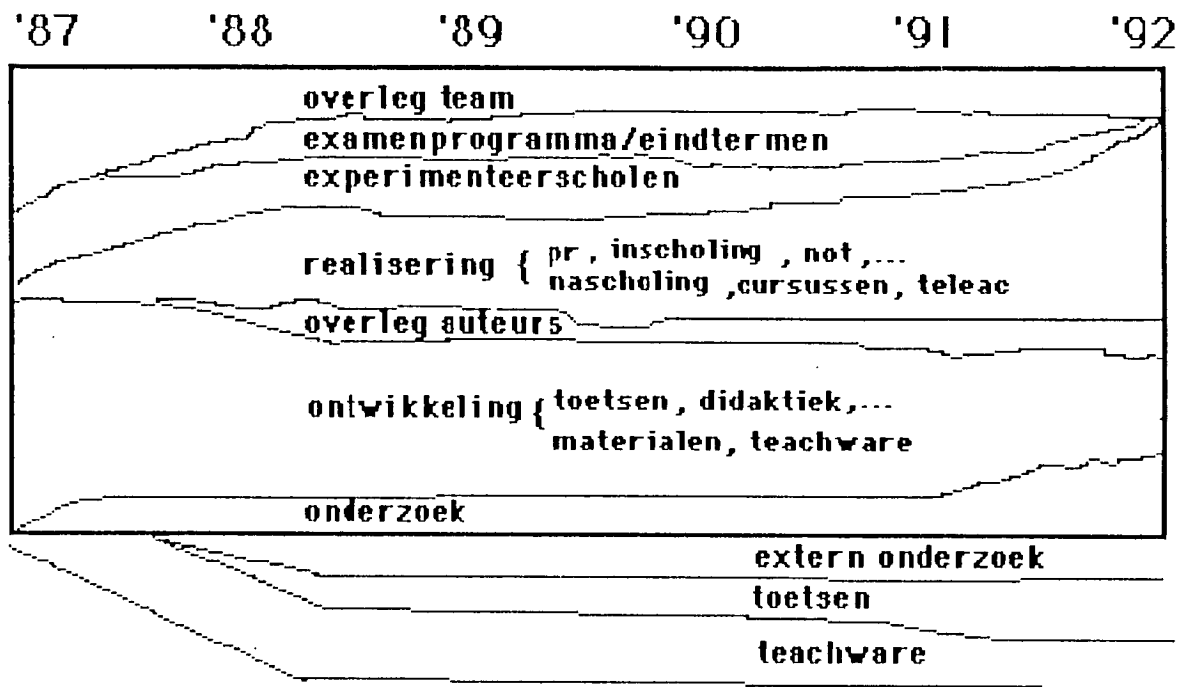 '87 '88 '89 '90 '91 '92
overleg team
examenprogramma/eindtermen
experimenteerscholen
realisering { pr, inscholing, not,...
nascholing, cursussen, teleac
overleg auteurs
ontwikkeling { toetsen, didaktiek,...
materialen, teachware
onderzoek
extern onderzoek
toetsen
teachware